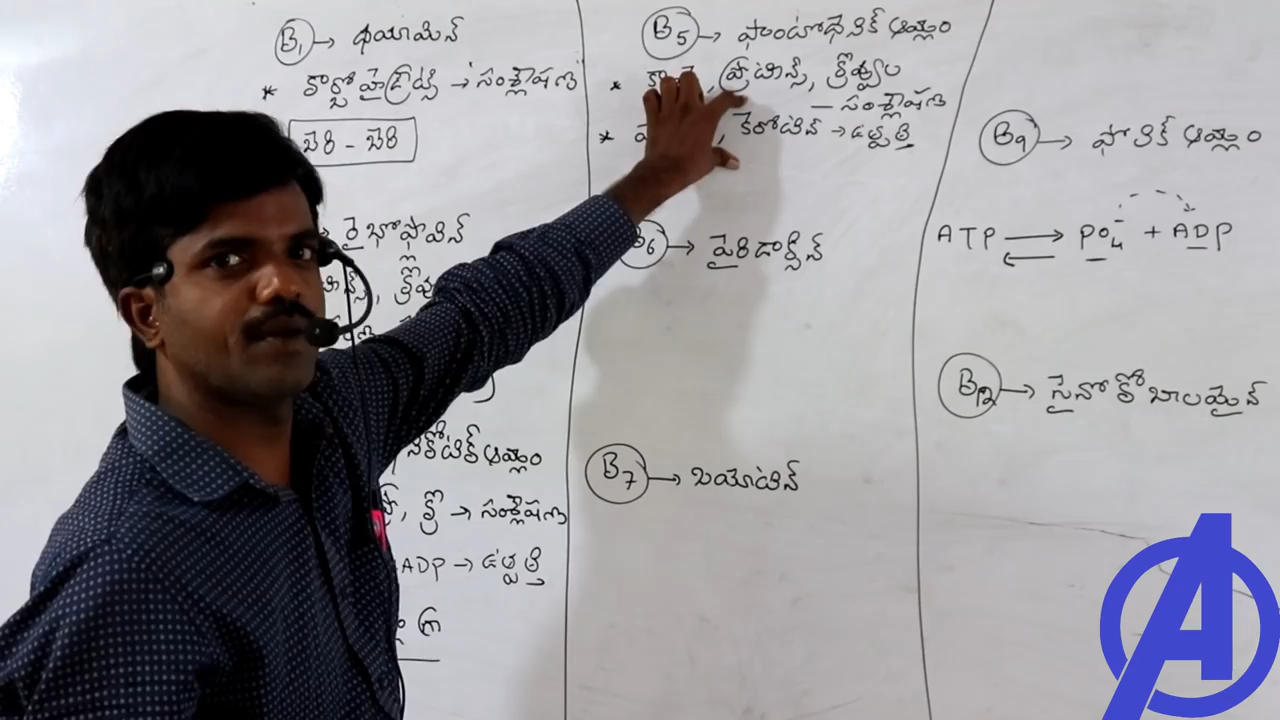 B1 → థయామిన్
* కార్బోహైడ్రేట్స్ → సంశ్లేషణ
బెరి - బెరి
రైబోఫ్లావిన్
నికోటిక్ ఆమ్లం
క్రొ → సంశ్లేషణ
ADP → ఉత్పత్తి
B5 → పాంటోథెనిక్ ఆమ్లం
* , ప్రొటీన్స్, క్రొవ్వుల
– సంశ్లేషణ
* , కెరోటిన్ → ఉత్పత్తి
B6 → పైరిడాక్సిన్
B7 → బయోటిన్
B9 → ఫోలిక్ ఆమ్లం
ATP ⇌ PO4 + ADP
B12 → సైనోకోబాలమైన్